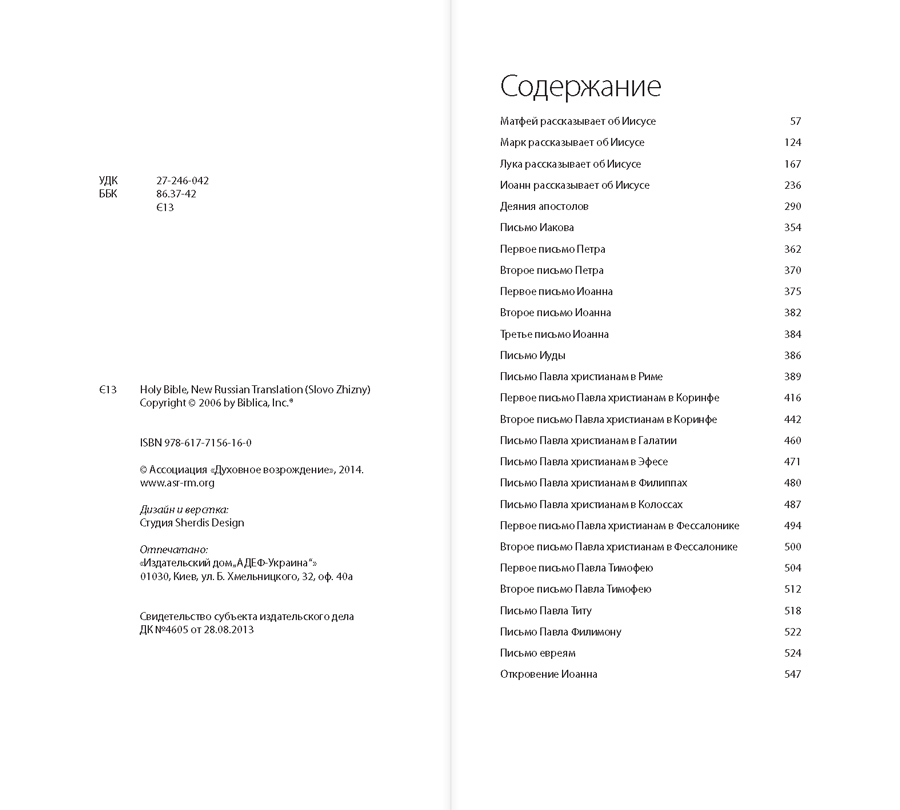 УДК 27-246-042
ББК 86.37-42
Є13
Є13 Holy Bible, New Russian Translation (Slovo Zhizny)
Copyright © 2006 by Biblica, Inc.®
ISBN 978-617-7156-16-0
© Ассоциация «Духовное возрождение», 2014.
www.asr-rm.org
Дизайн и верстка:
Студия Sherdis Design
Отпечатано:
«Издательский дом „АДЕФ-Украина“»
01030, Киев, ул. Б. Хмельницкого, 32, оф. 40а
Свидетельство субъекта издательского дела
ДК №4605 от 28.08.2013
Содержание
Матфей рассказывает об Иисусе 57
Марк рассказывает об Иисусе 124
Лука рассказывает об Иисусе 167
Иоанн рассказывает об Иисусе 236
Деяния апостолов 290
Письмо Иакова 354
Первое письмо Петра 362
Второе письмо Петра 370
Первое письмо Иоанна 375
Второе письмо Иоанна 382
Третье письмо Иоанна 384
Письмо Иуды 386
Письмо Павла христианам в Риме 389
Первое письмо Павла христианам в Коринфе 416
Второе письмо Павла христианам в Коринфе 442
Письмо Павла христианам в Галатии 460
Письмо Павла христианам в Эфесе 471
Письмо Павла христианам в Филиппах 480
Письмо Павла христианам в Колоссах 487
Первое письмо Павла христианам в Фессалонике 494
Второе письмо Павла христианам в Фессалонике 500
Первое письмо Павла Тимофею 504
Второе письмо Павла Тимофею 512
Письмо Павла Титу 518
Письмо Павла Филимону 522
Письмо евреям 524
Откровение Иоанна 547